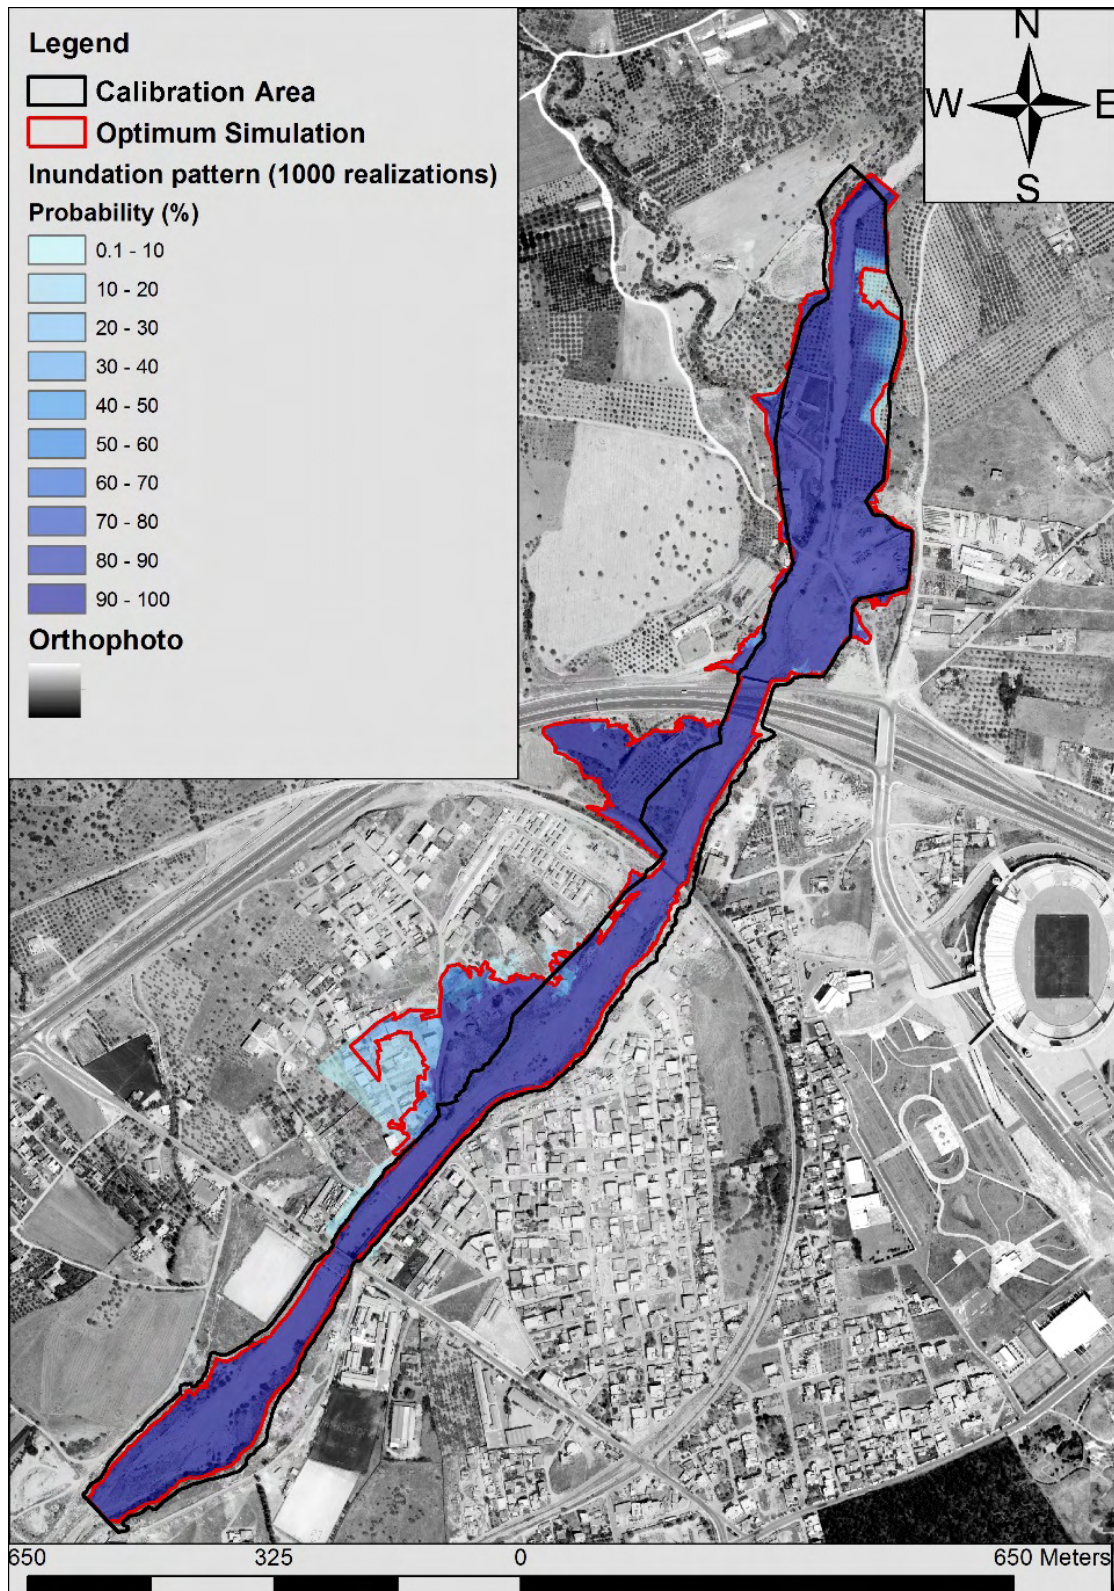 Legend
Calibration Area
Optimum Simulation
Inundation pattern (1000 realizations)
Probability (%)
0.1 - 10
10 - 20
20 - 30
30 - 40
40 - 50
50 - 60
60 - 70
70 - 80
80 - 90
90 - 100
Orthophoto
N
W E
S
650 325 0 650 Meters